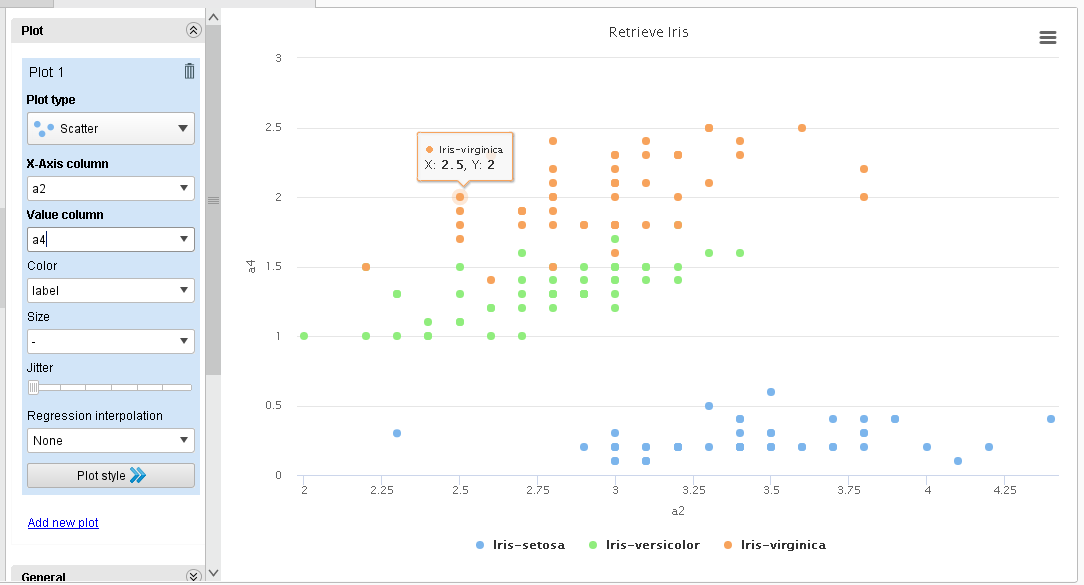 Plot
Plot 1
Plot type
Scatter
X-Axis column
a2
Value column
a4
Color
label
Size
-
Jitter
Regression interpolation
None
Plot style
Add new plot
General
Retrieve Iris
3
2.5
2
1.5
1
0.5
0
a4
Iris-virginica
X: 2.5, Y: 2
2 2.25 2.5 2.75 3 3.25 3.5 3.75 4 4.25
a2
Iris-setosa Iris-versicolor Iris-virginica